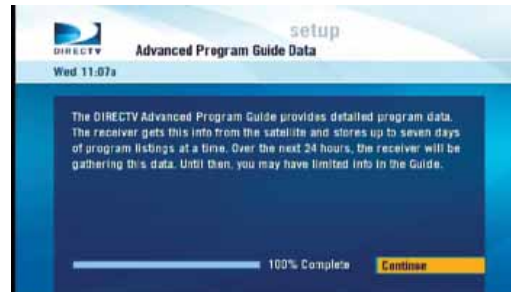 setup
DIRECTV
Advanced Program Guide Data
Wed 11:07a
The DIRECTV Advanced Program Guide provides detailed program data.
The receiver gets this info from the satellite and stores up to seven days
of program listings at a time. Over the next 24 hours, the receiver will be
gathering this data. Until then, you may have limited info in the Guide.
100% Complete
Continue